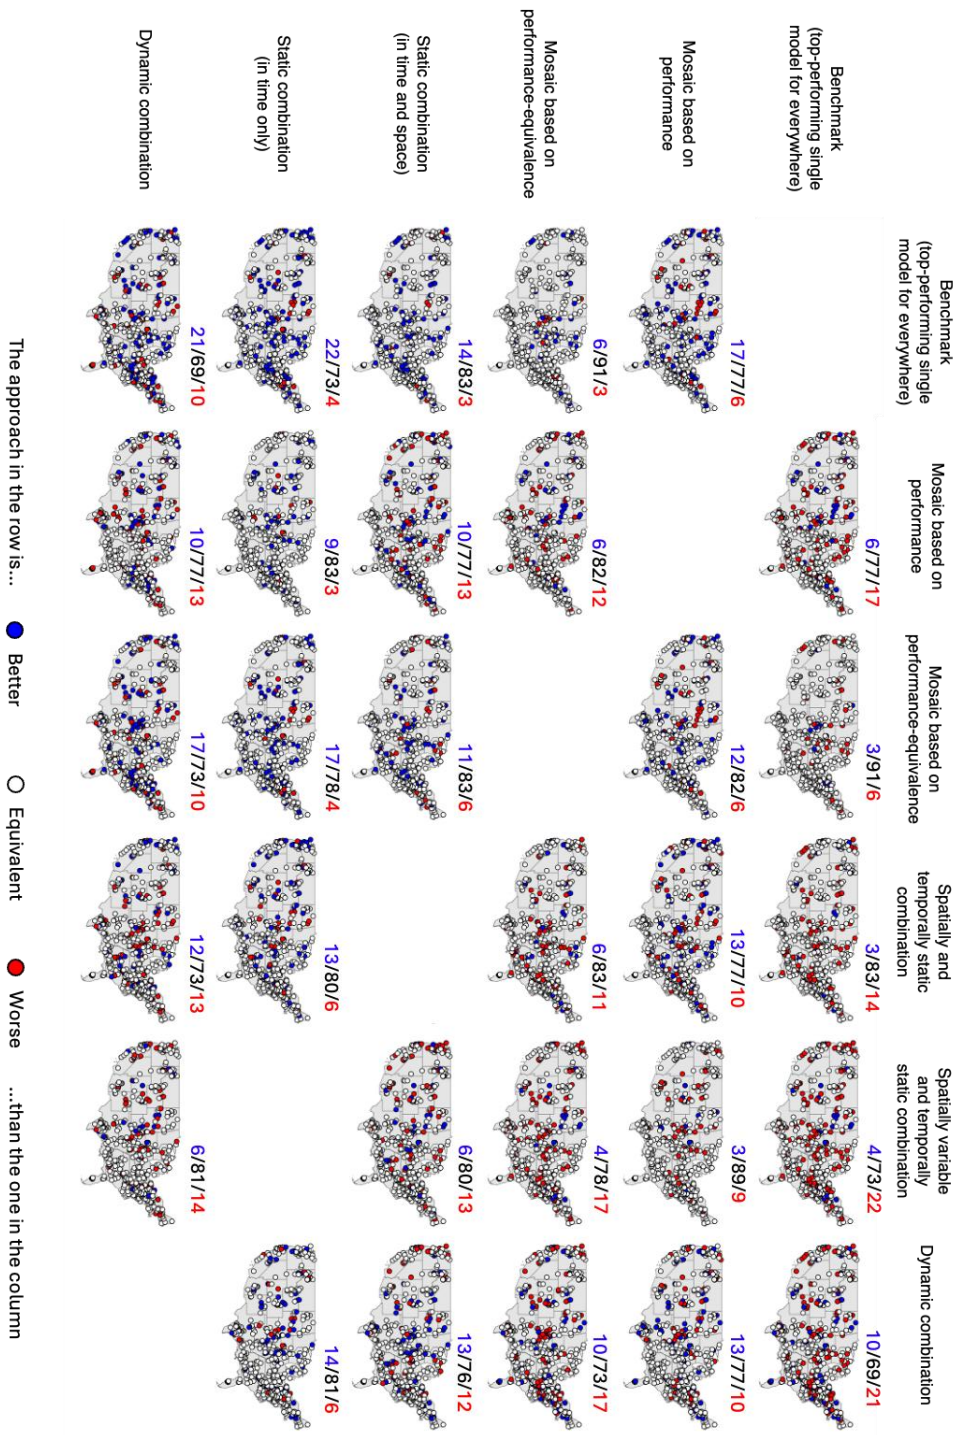 Benchmark
(top-performing single
model for everywhere)
Mosaic based on
performance
Mosaic based on
performance-equivalence
Spatially and
temporally static
combination
Spatially variable
and temporally
static combination
Dynamic combination
Benchmark
(top-performing single
model for everywhere)
6/77/17
3/91/6
3/83/14
4/73/22
10/69/21
Mosaic based on
performance
17/77/6
12/82/6
13/77/10
3/89/9
13/77/10
Mosaic based on
performance-equivalence
6/91/3
6/82/12
6/83/11
4/78/17
10/73/17
Static combination
(in time and space)
14/83/3
10/77/13
11/83/6
6/80/13
13/76/12
Static combination
(in time only)
22/73/4
9/83/3
17/78/4
13/80/6
14/81/6
Dynamic combination
21/69/10
10/77/13
17/73/10
12/73/13
6/81/14
The approach in the row is... Better Equivalent Worse ...than the one in the column